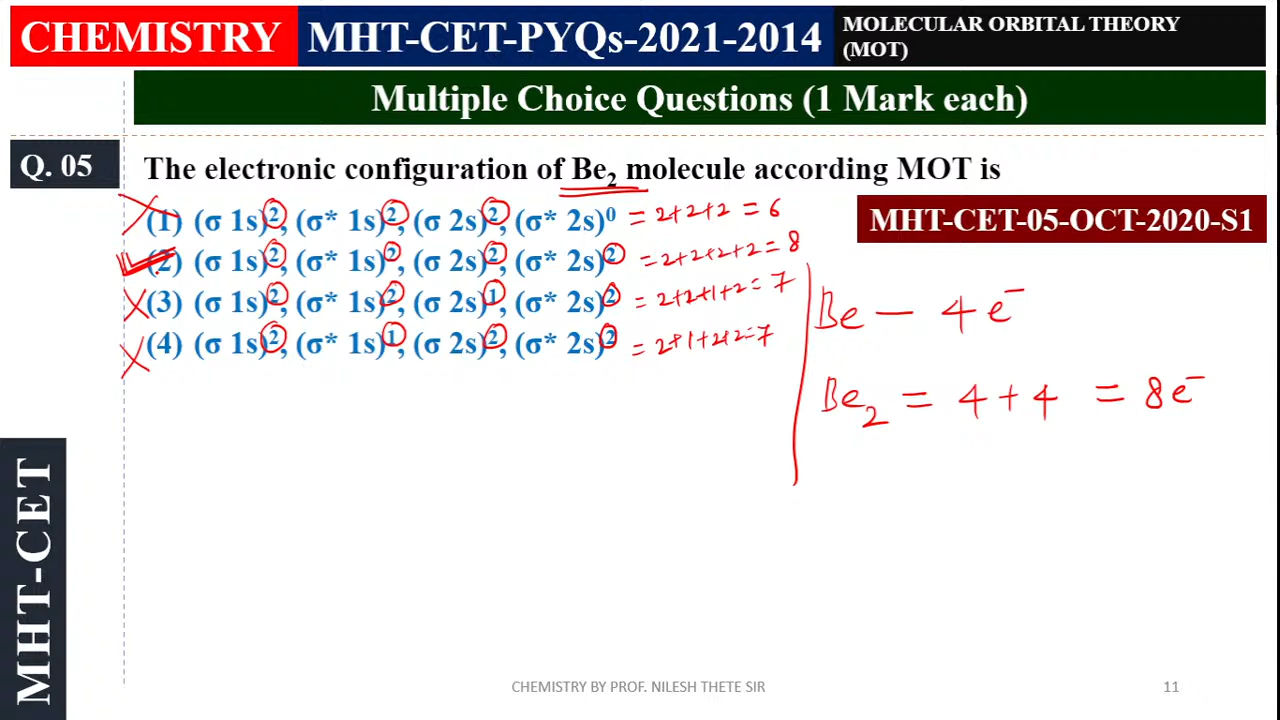 CHEMISTRY MHT-CET-PYQs-2021-2014 MOLECULAR ORBITAL THEORY
(MOT)
Multiple Choice Questions (1 Mark each)
Q. 05 The electronic configuration of Be₂ molecule according MOT is
(1) (σ 1s)², (σ* 1s)², (σ 2s)², (σ* 2s)⁰ = 2+2+2 = 6
MHT-CET-05-OCT-2020-S1
(2) (σ 1s)², (σ* 1s)², (σ 2s)², (σ* 2s)² = 2+2+2+2 = 8
(3) (σ 1s)², (σ* 1s)², (σ 2s)¹, (σ* 2s)² = 2+2+1+2 = 7
(4) (σ 1s)², (σ* 1s)¹, (σ 2s)², (σ* 2s)² = 2+1+2+2 = 7
Be – 4e⁻
Be₂ = 4 + 4 = 8e⁻
MHT-CET
CHEMISTRY BY PROF. NILESH THETE SIR 11